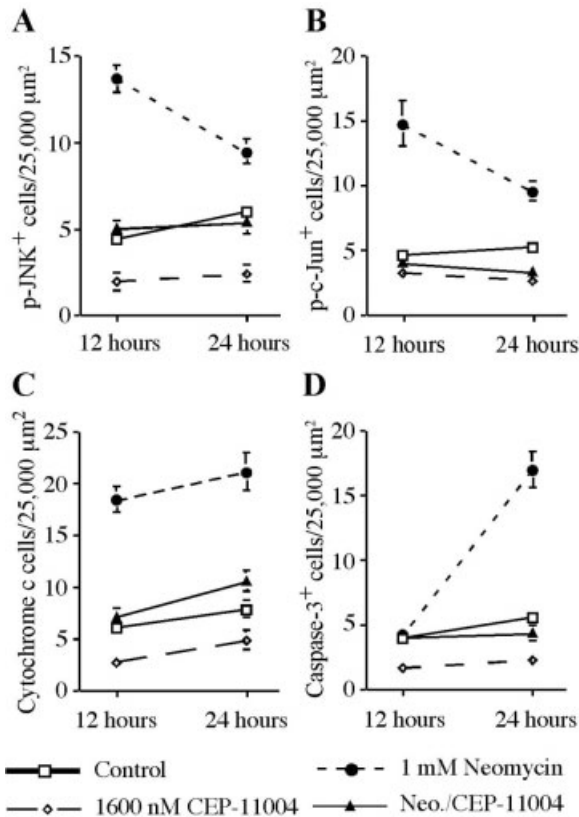 A
p-JNK⁺ cells/25,000 µm²
15
10
5
0
12 hours 24 hours
B
p-c-Jun⁺ cells/25,000 µm²
20
15
10
5
0
12 hours 24 hours
C
Cytochrome c cells/25,000 µm²
25
20
15
10
5
0
12 hours 24 hours
D
Caspase-3⁺ cells/25,000 µm²
20
15
10
5
0
12 hours 24 hours
Control
1 mM Neomycin
1600 nM CEP-11004
Neo./CEP-11004